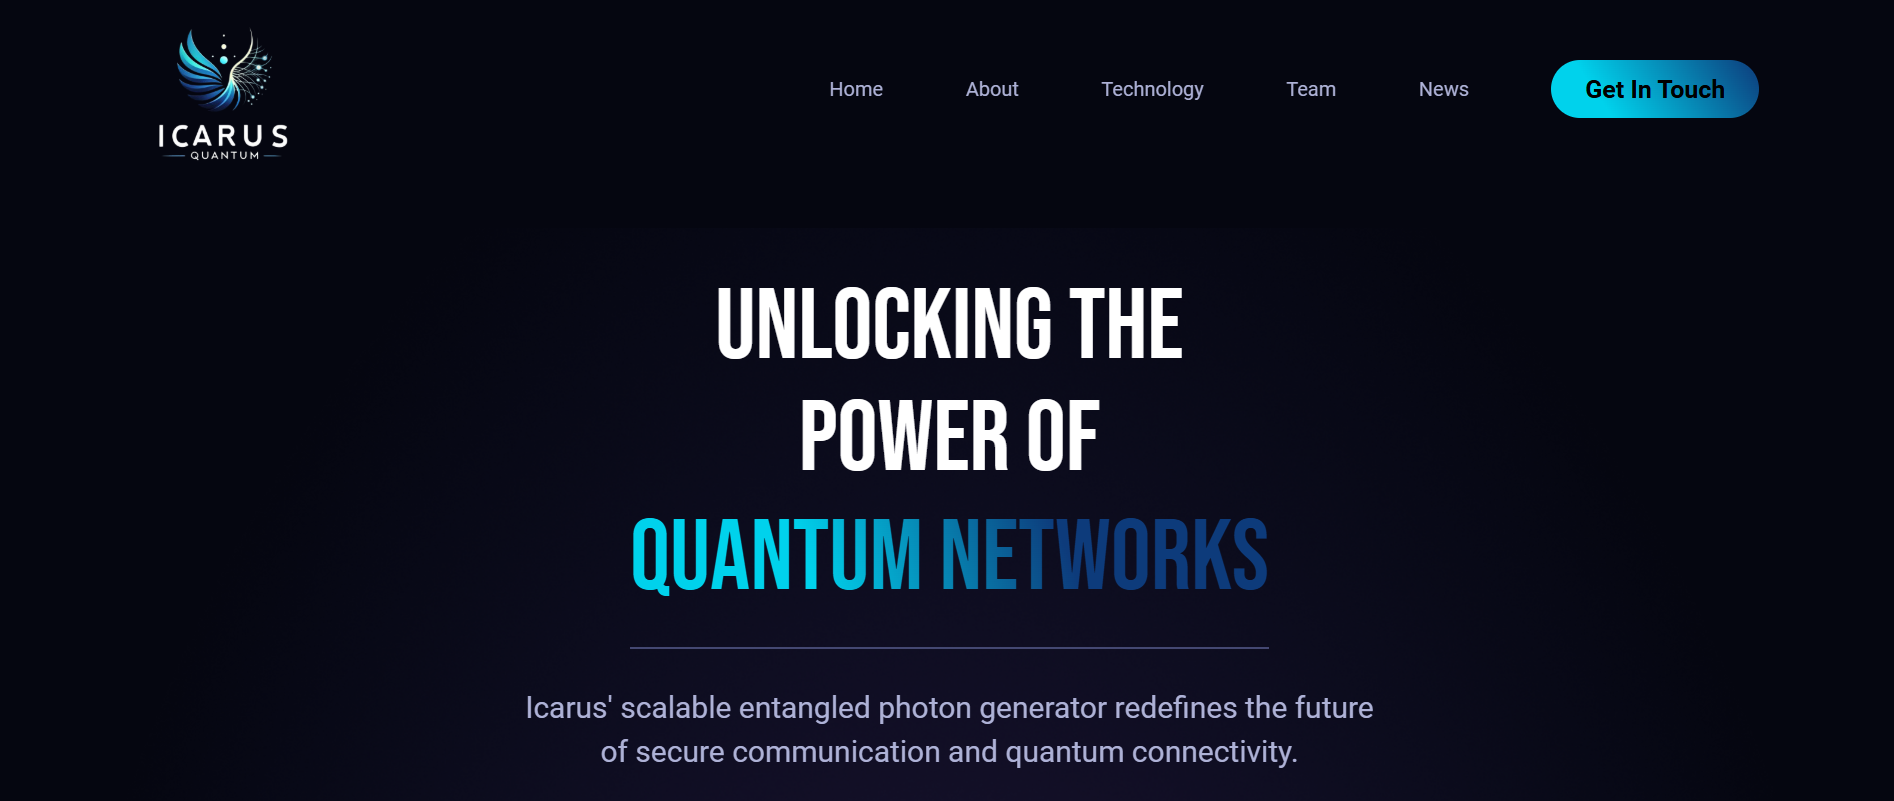 ICARUS
QUANTUM
Home About Technology Team News Get In Touch
UNLOCKING THE
POWER OF
QUANTUM NETWORKS
Icarus' scalable entangled photon generator redefines the future
of secure communication and quantum connectivity.